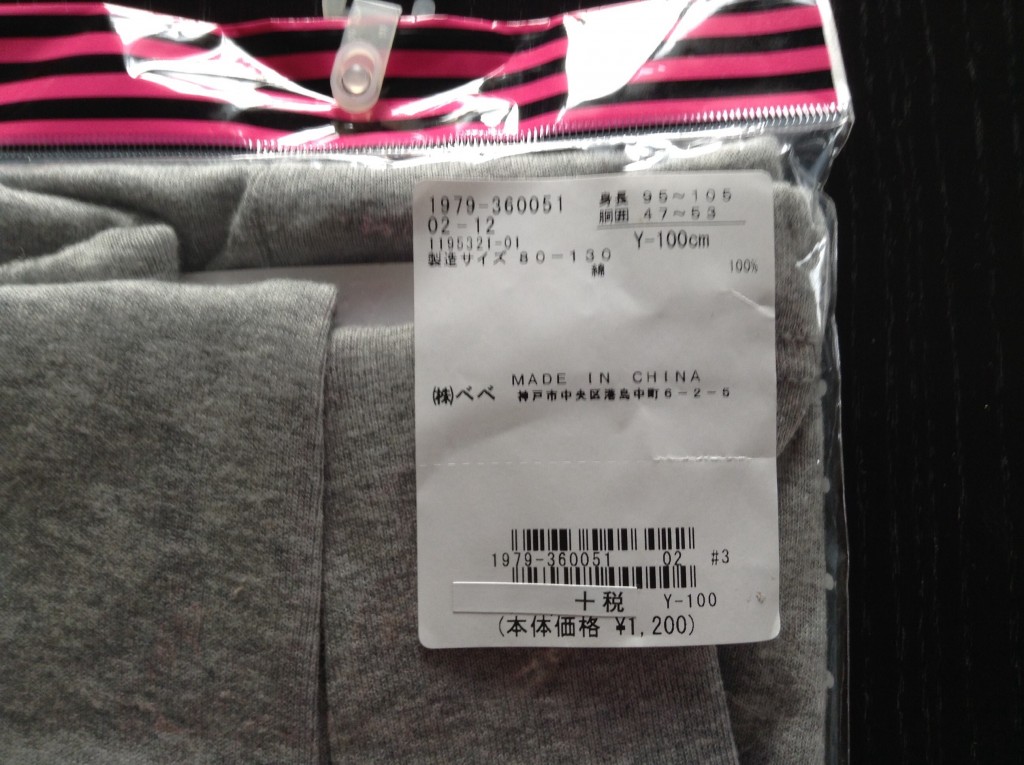 1979-360051
02-12
1195321-01
製造サイズ 80-130
綿 100%
身長 95~105
胴囲 47~53
Y-100cm
MADE IN CHINA
㈱べべ 神戸市中央区港島中町6-2-5
1979-360051 02 #3
+税 Y-100
(本体価格 ¥1,200)